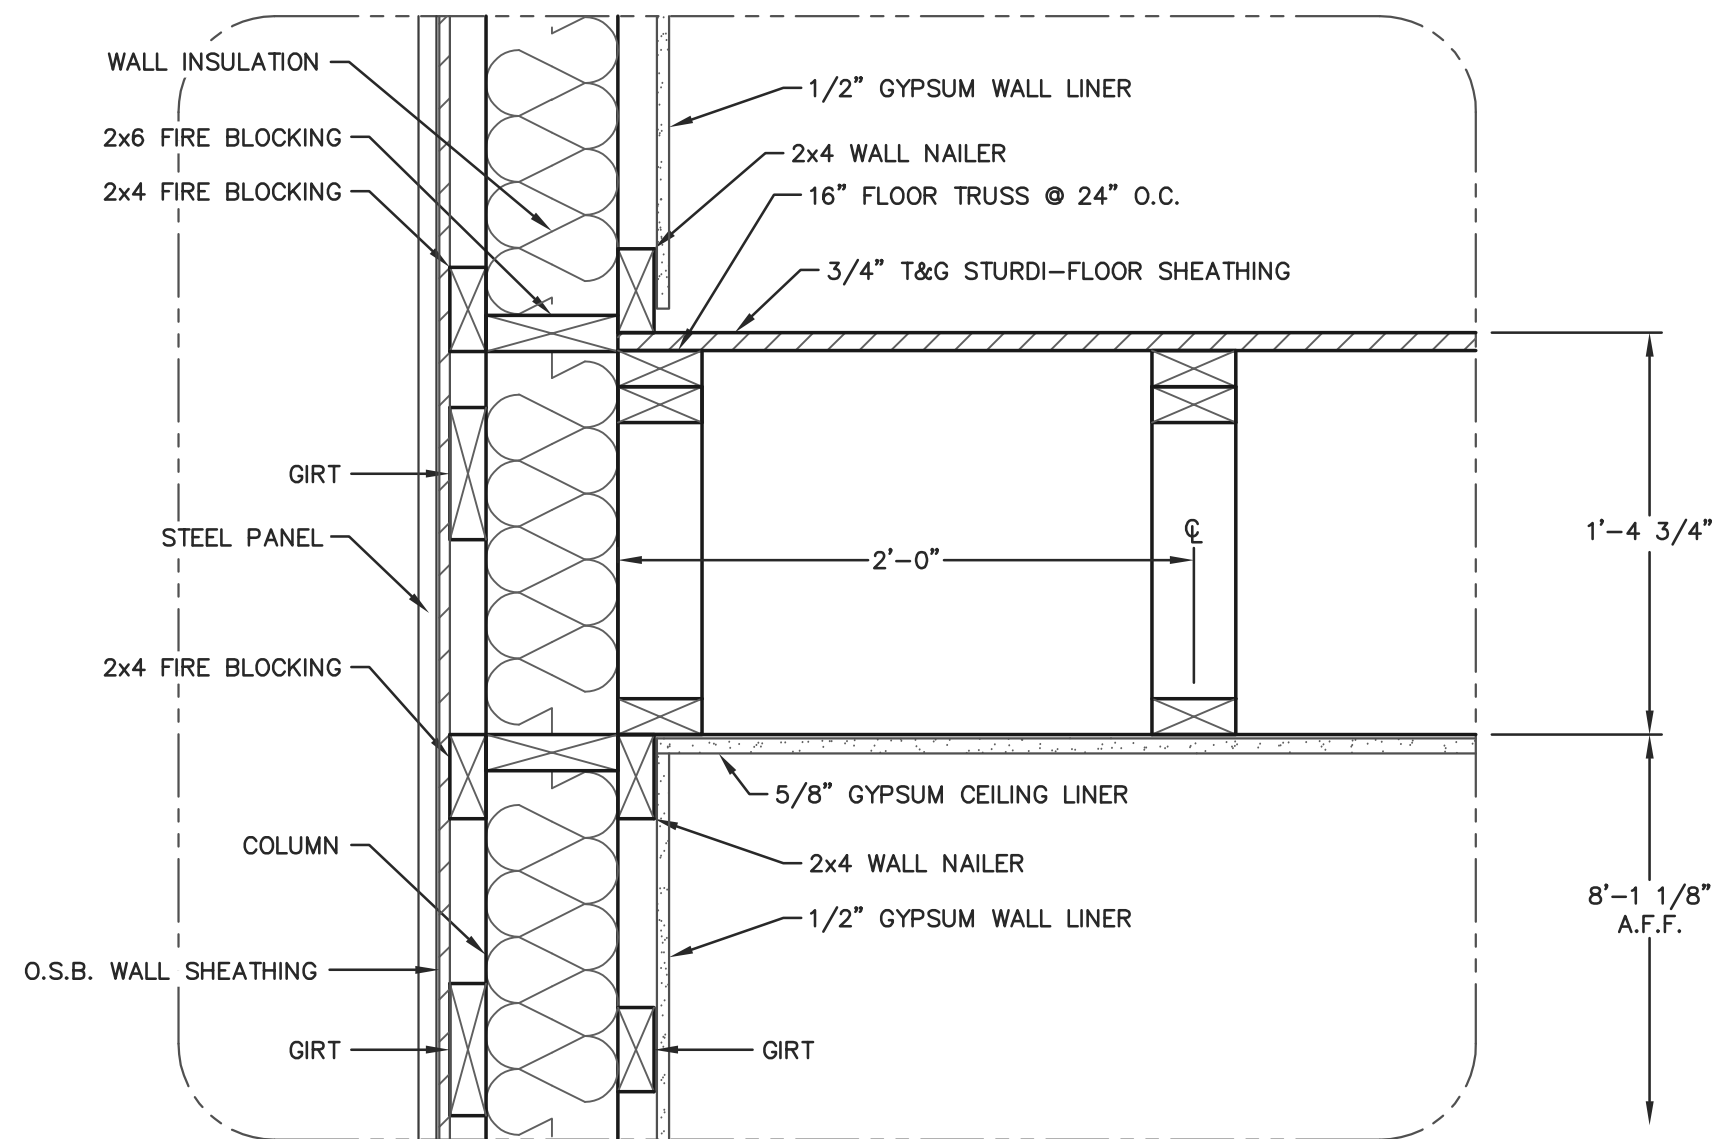 WALL INSULATION
1/2” GYPSUM WALL LINER
2x6 FIRE BLOCKING
2x4 WALL NAILER
2x4 FIRE BLOCKING
16” FLOOR TRUSS @ 24” O.C.
3/4” T&G STURDI-FLOOR SHEATHING
GIRT
STEEL PANEL
℄
1’-4 3/4”
2’-0”
2x4 FIRE BLOCKING
5/8” GYPSUM CEILING LINER
COLUMN
2x4 WALL NAILER
8’-1 1/8”
A.F.F.
1/2” GYPSUM WALL LINER
O.S.B. WALL SHEATHING
GIRT
GIRT